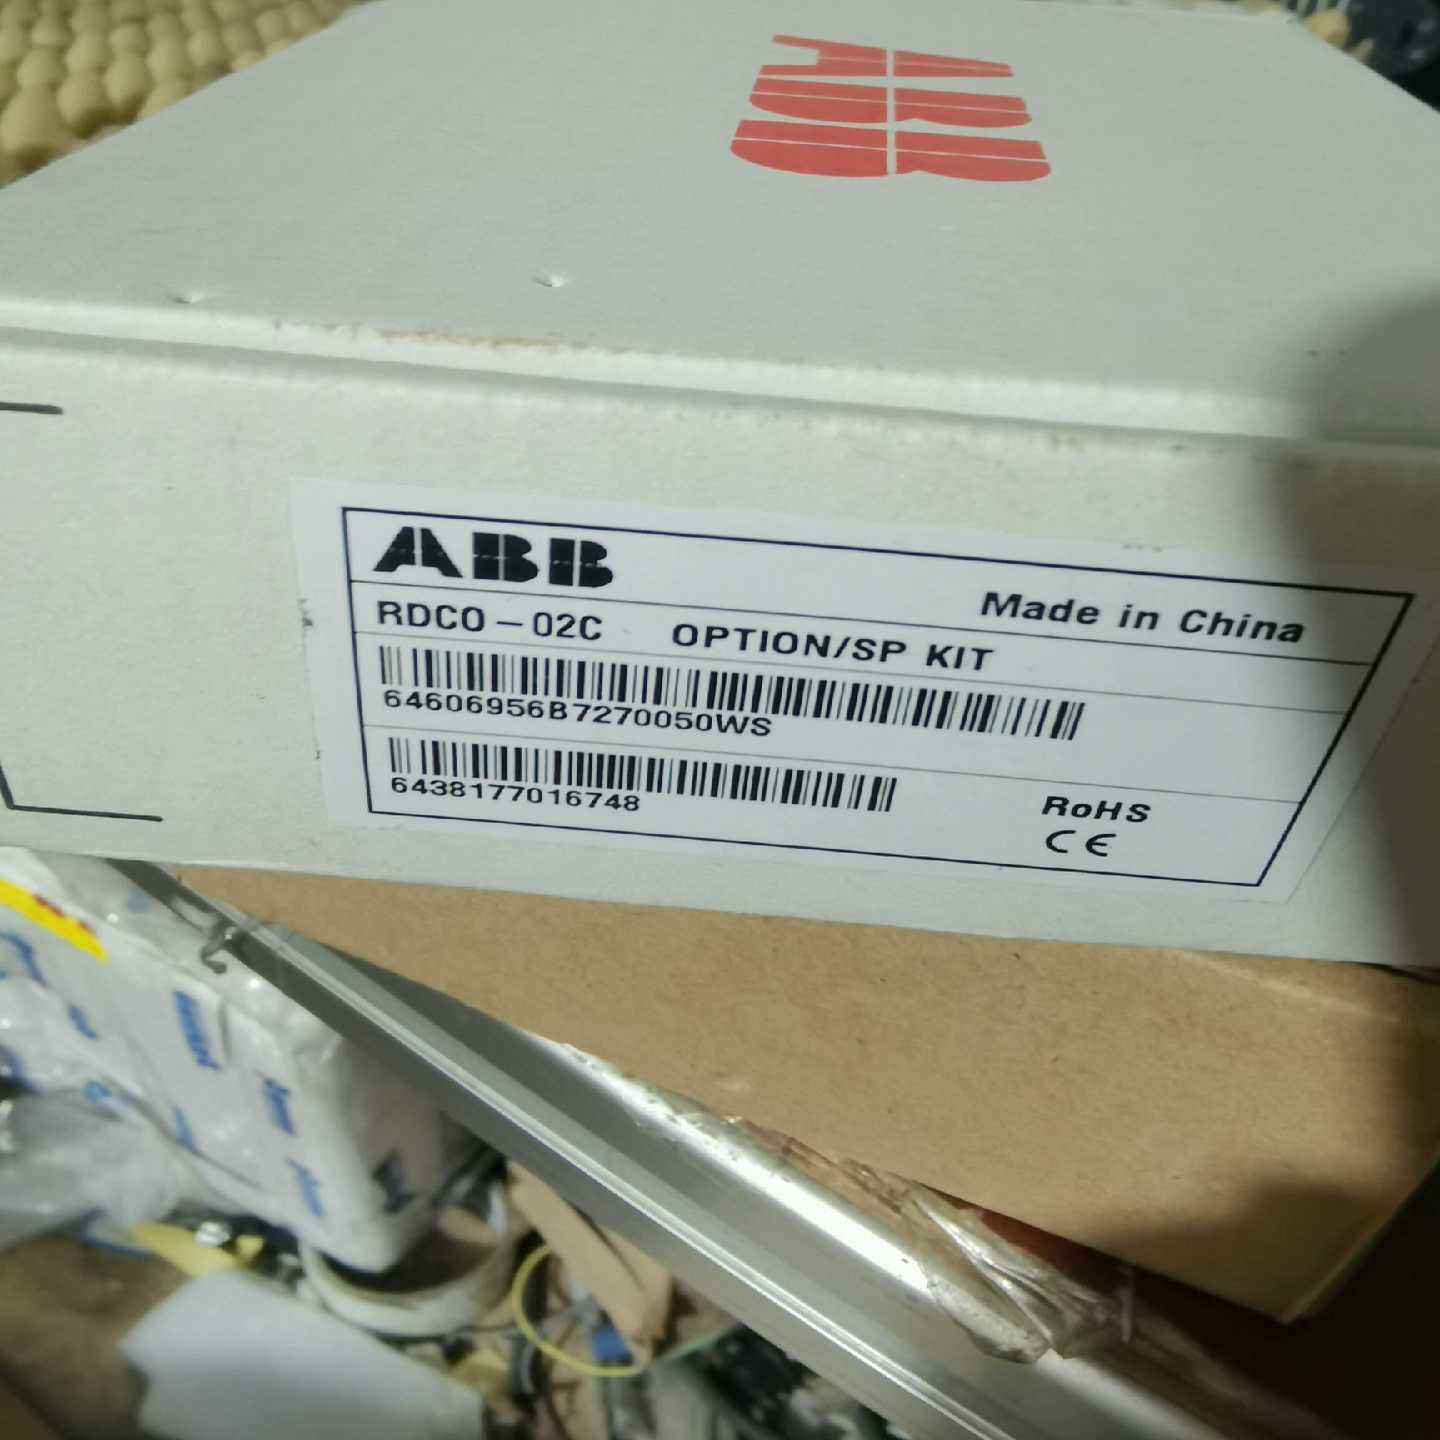 ABB
ABB
Made in China
RDCO-02C OPTION/SP KIT
64606956B7270050WS
6438177016748
RoHS
CE